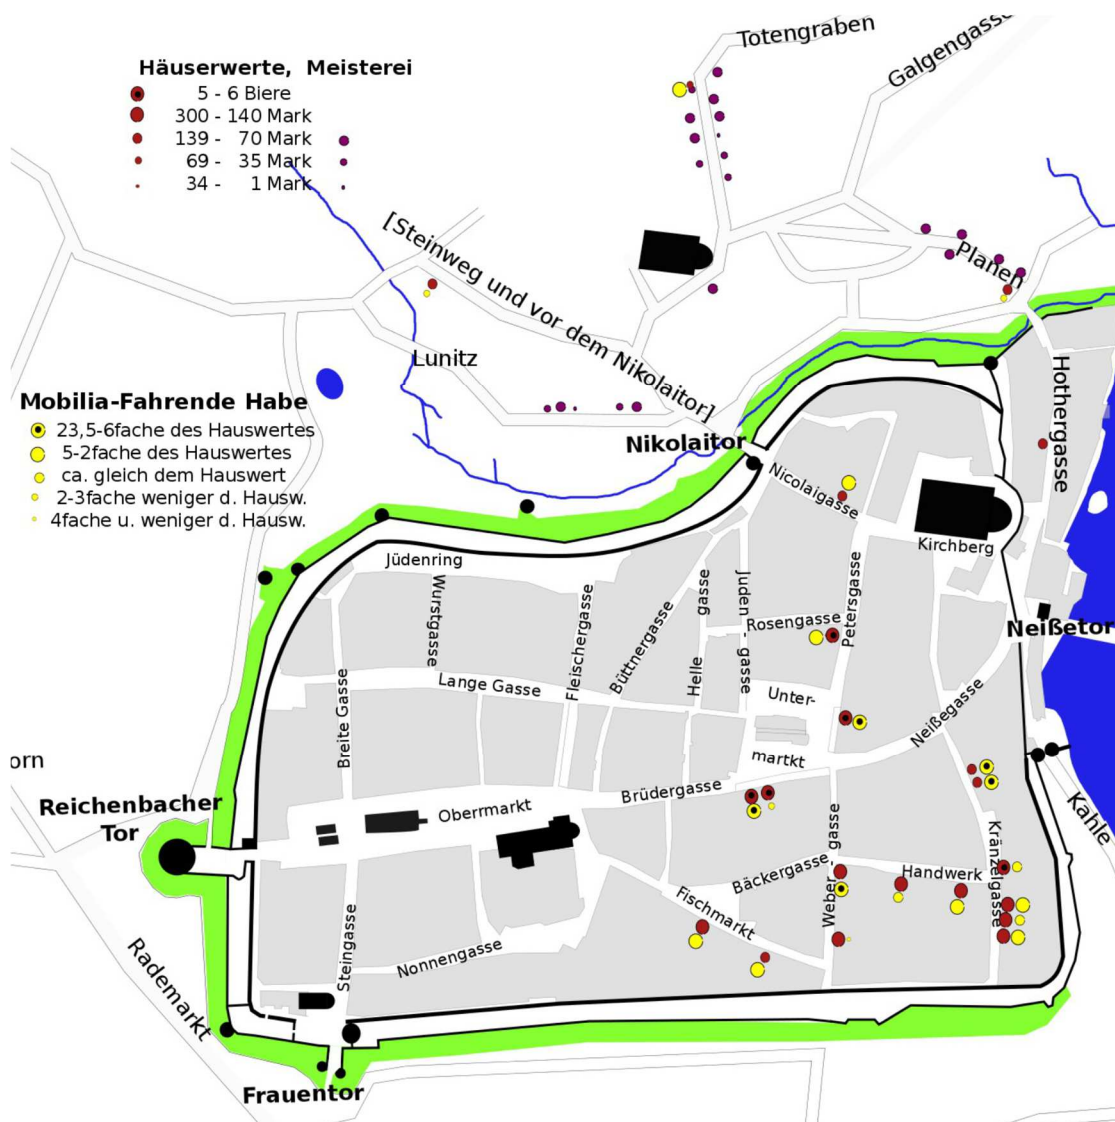 Totengraben
Galgengasse
Häuserwerte, Meisterei
5 - 6 Biere
300 - 140 Mark
139 - 70 Mark
69 - 35 Mark
34 - 1 Mark
[Steinweg und vor dem Nikolaitor]
Planen
Lunitz
Hothergasse
Mobilia-Fahrende Habe
23,5-6fache des Hauswertes
5-2fache des Hauswertes
ca. gleich dem Hauswert
2-3fache weniger d. Hausw.
4fache u. weniger d. Hausw.
Nikolaitor
Nicolaigasse
Kirchberg
Jüdenring
Wurstgasse
Fleischergasse
Büttnergasse
Helle gasse
Juden - gasse
Rosengasse
Petersgasse
Neißetor
Lange Gasse
Breite Gasse
Unter-
martkt
Neißegasse
orn
Reichenbacher
Tor
Obermarkt
Brüdergasse
Kahle
Weber - gasse
Bäckergasse
Handwerk
Kränzelgasse
Fischmarkt
Steingasse
Nonnengasse
Rademarkt
Frauentor